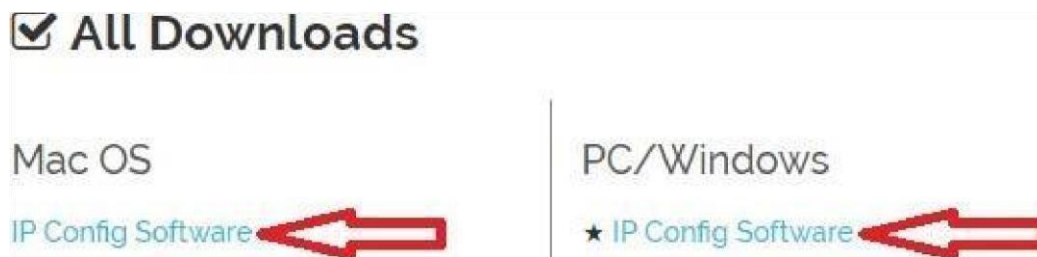 All Downloads
Mac OS
IP Config Software
PC/Windows
★ IP Config Software